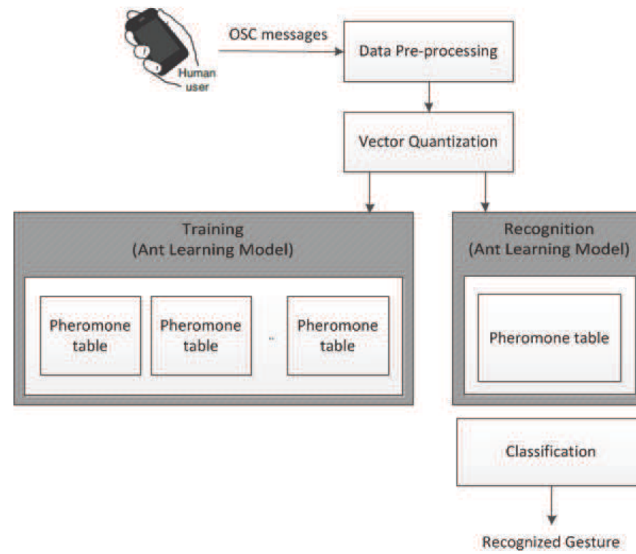 OSC messages
Human
user
Data Pre-processing
Vector Quantization
Training
(Ant Learning Model)
Pheromone
table
Pheromone
table
..
Pheromone
table
Recognition
(Ant Learning Model)
Pheromone table
Classification
Recognized Gesture